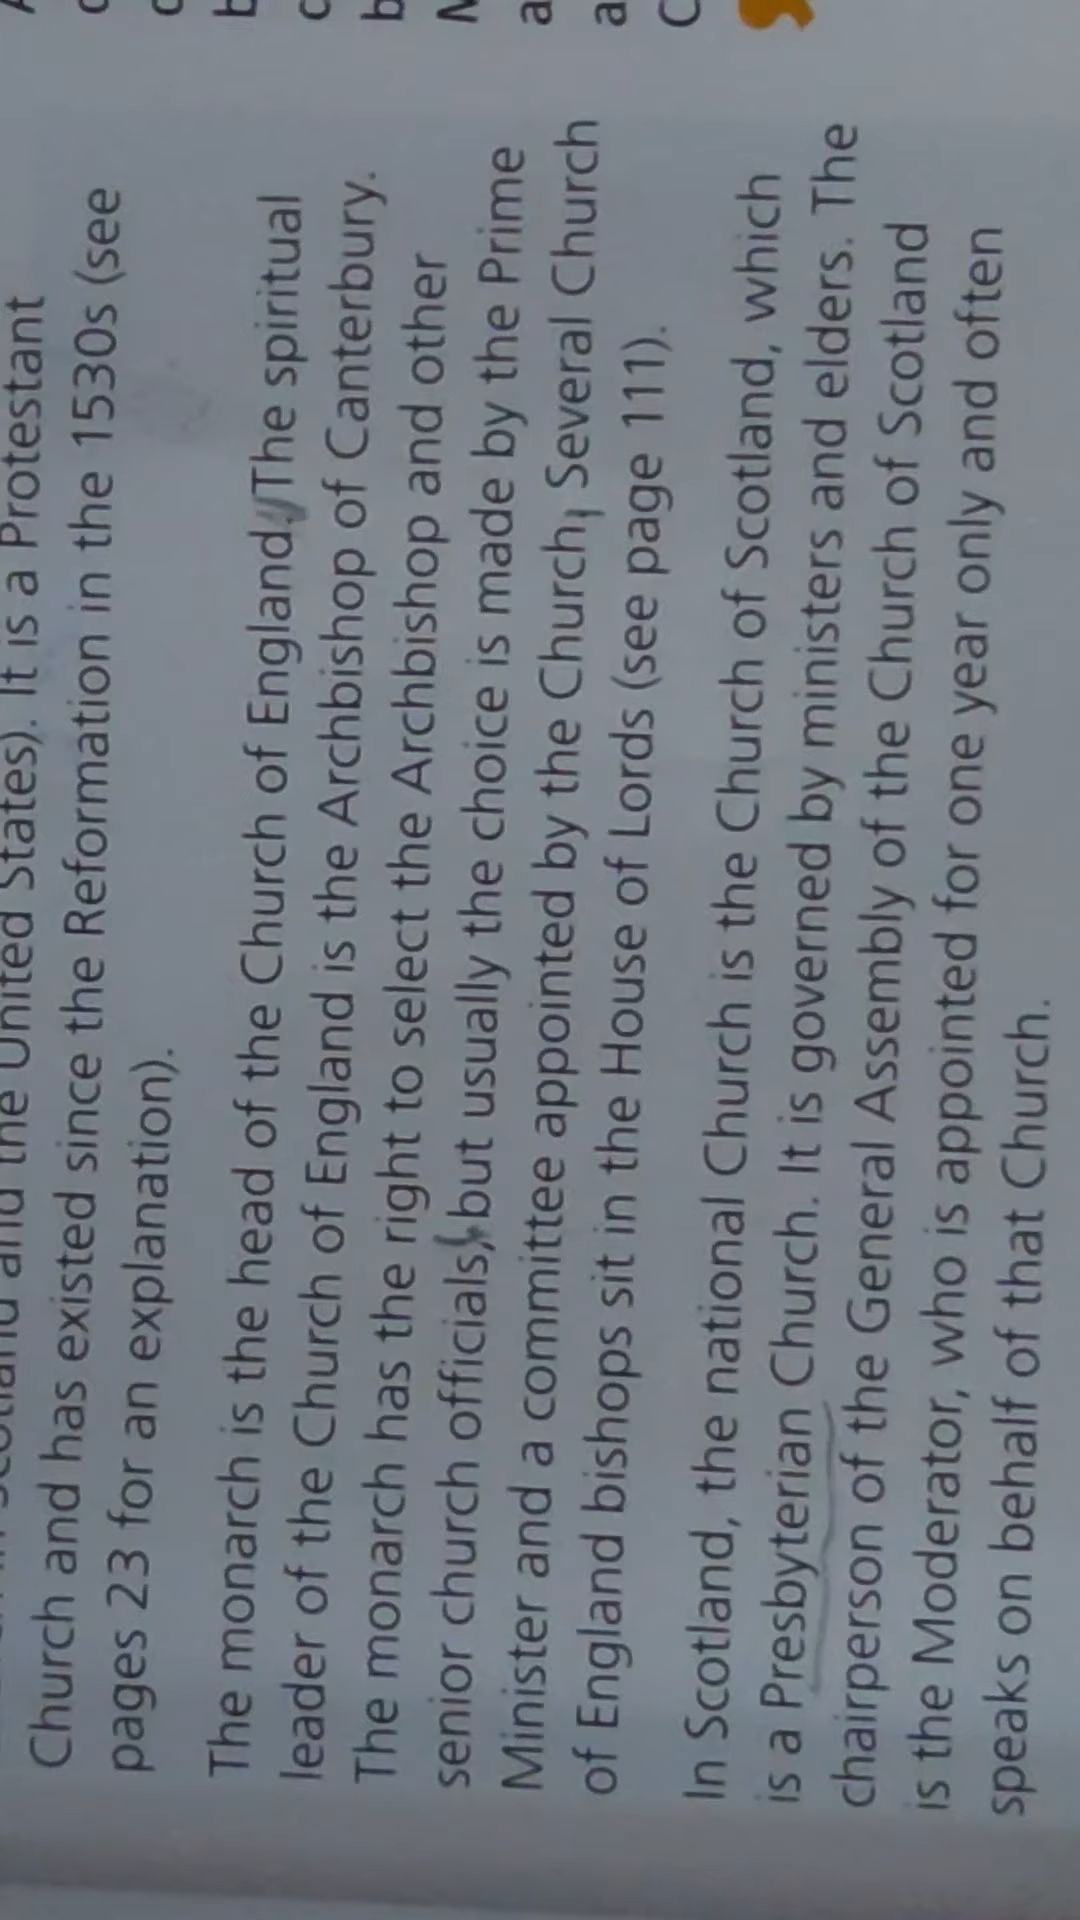 and the United States). It is a Protestant
Church and has existed since the Reformation in the 1530s (see
pages 23 for an explanation).
The monarch is the head of the Church of England. The spiritual
leader of the Church of England is the Archbishop of Canterbury.
The monarch has the right to select the Archbishop and other
senior church officials, but usually the choice is made by the Prime
Minister and a committee appointed by the Church. Several Church
of England bishops sit in the House of Lords (see page 111).
In Scotland, the national Church is the Church of Scotland, which
is a Presbyterian Church. It is governed by ministers and elders. The
chairperson of the General Assembly of the Church of Scotland
is the Moderator, who is appointed for one year only and often
speaks on behalf of that Church.